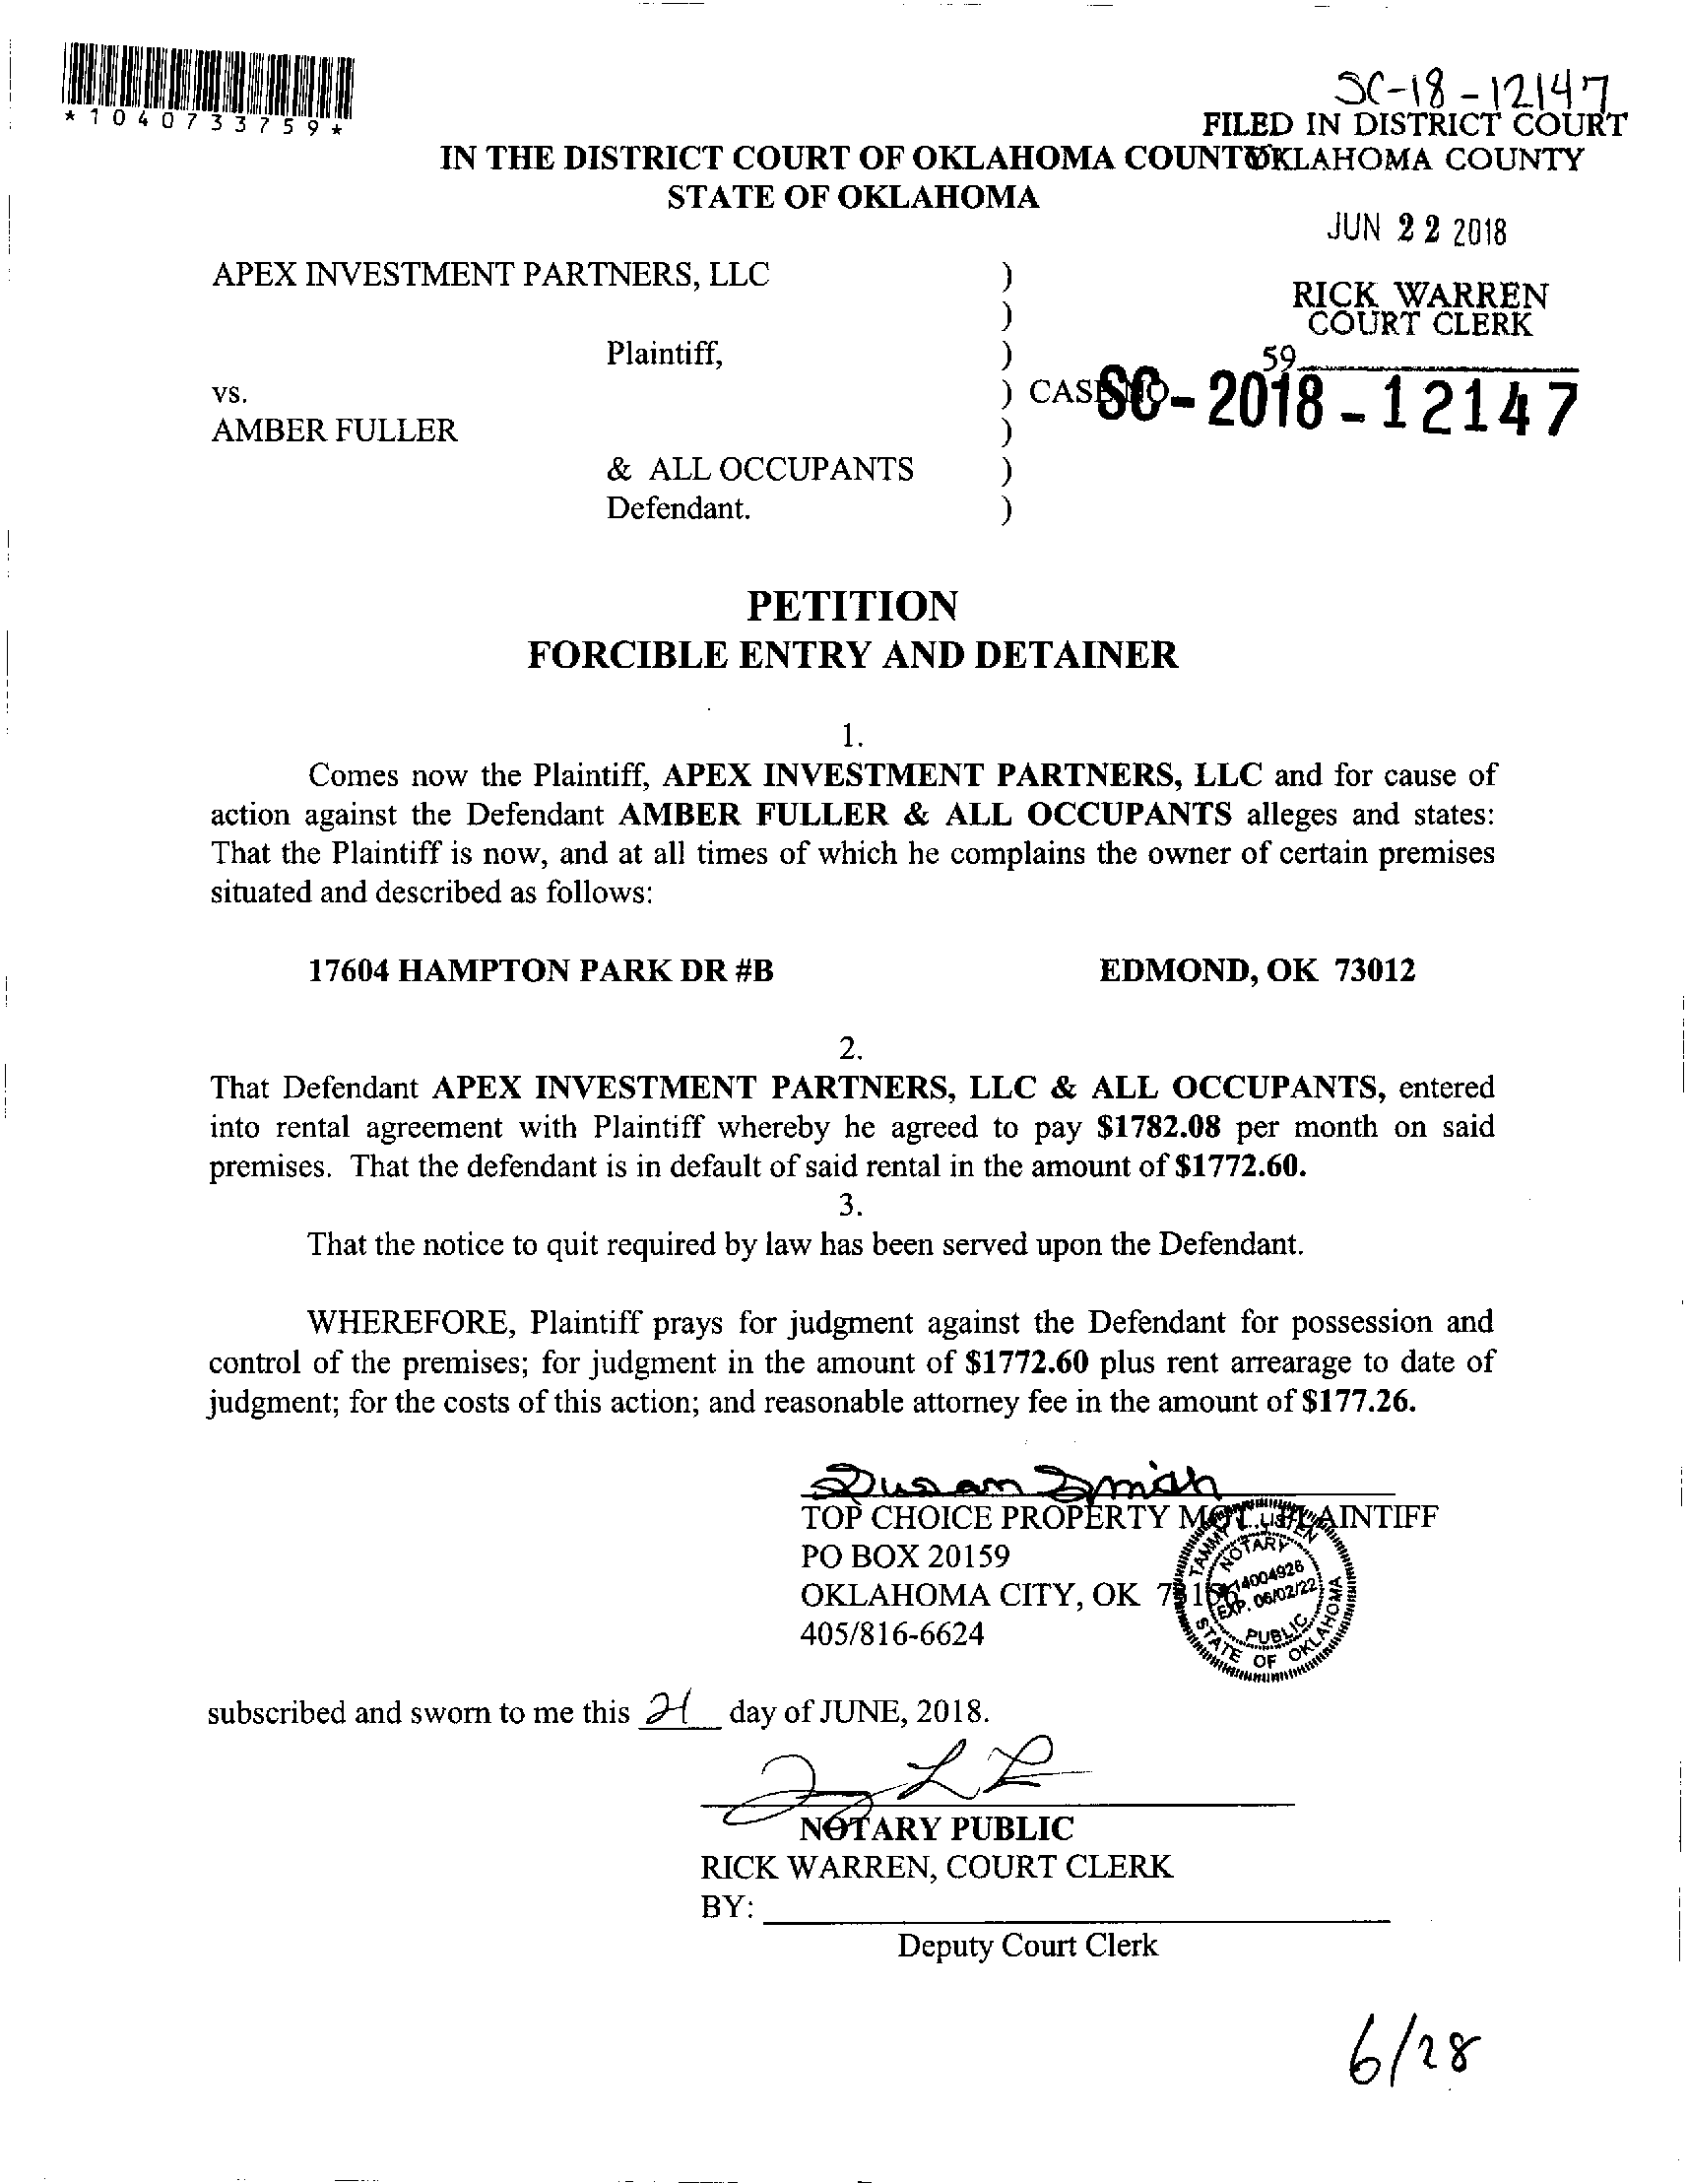 SC-18-12147
*1040733759*
FILED IN DISTRICT COURT
OKLAHOMA COUNTY
IN THE DISTRICT COURT OF OKLAHOMA COUNTY
STATE OF OKLAHOMA
JUN 22 2018
APEX INVESTMENT PARTNERS, LLC )
RICK WARREN
COURT CLERK
)
Plaintiff, )
59
vs. ) CASE NO
SC-2018-12147
AMBER FULLER )
& ALL OCCUPANTS )
Defendant. )
PETITION
FORCIBLE ENTRY AND DETAINER
1.
Comes now the Plaintiff, APEX INVESTMENT PARTNERS, LLC and for cause of
action against the Defendant AMBER FULLER & ALL OCCUPANTS alleges and states:
That the Plaintiff is now, and at all times of which he complains the owner of certain premises
situated and described as follows:
17604 HAMPTON PARK DR #B EDMOND, OK 73012
2.
That Defendant APEX INVESTMENT PARTNERS, LLC & ALL OCCUPANTS, entered
into rental agreement with Plaintiff whereby he agreed to pay $1782.08 per month on said
premises. That the defendant is in default of said rental in the amount of $1772.60.
3.
That the notice to quit required by law has been served upon the Defendant.
WHEREFORE, Plaintiff prays for judgment against the Defendant for possession and
control of the premises; for judgment in the amount of $1772.60 plus rent arrearage to date of
judgment; for the costs of this action; and reasonable attorney fee in the amount of $177.26.
Susan Smith
TOP CHOICE PROPERTY MGT. PLAINTIFF
PO BOX 20159
OKLAHOMA CITY, OK 73156
405/816-6624
TAMMY LISTEN
NOTARY
#14004926
EXP. 06/02/22
PUBLIC
STATE OF OKLAHOMA
subscribed and sworn to me this 21 day of JUNE, 2018.
NOTARY PUBLIC
RICK WARREN, COURT CLERK
BY:
Deputy Court Clerk
6/28